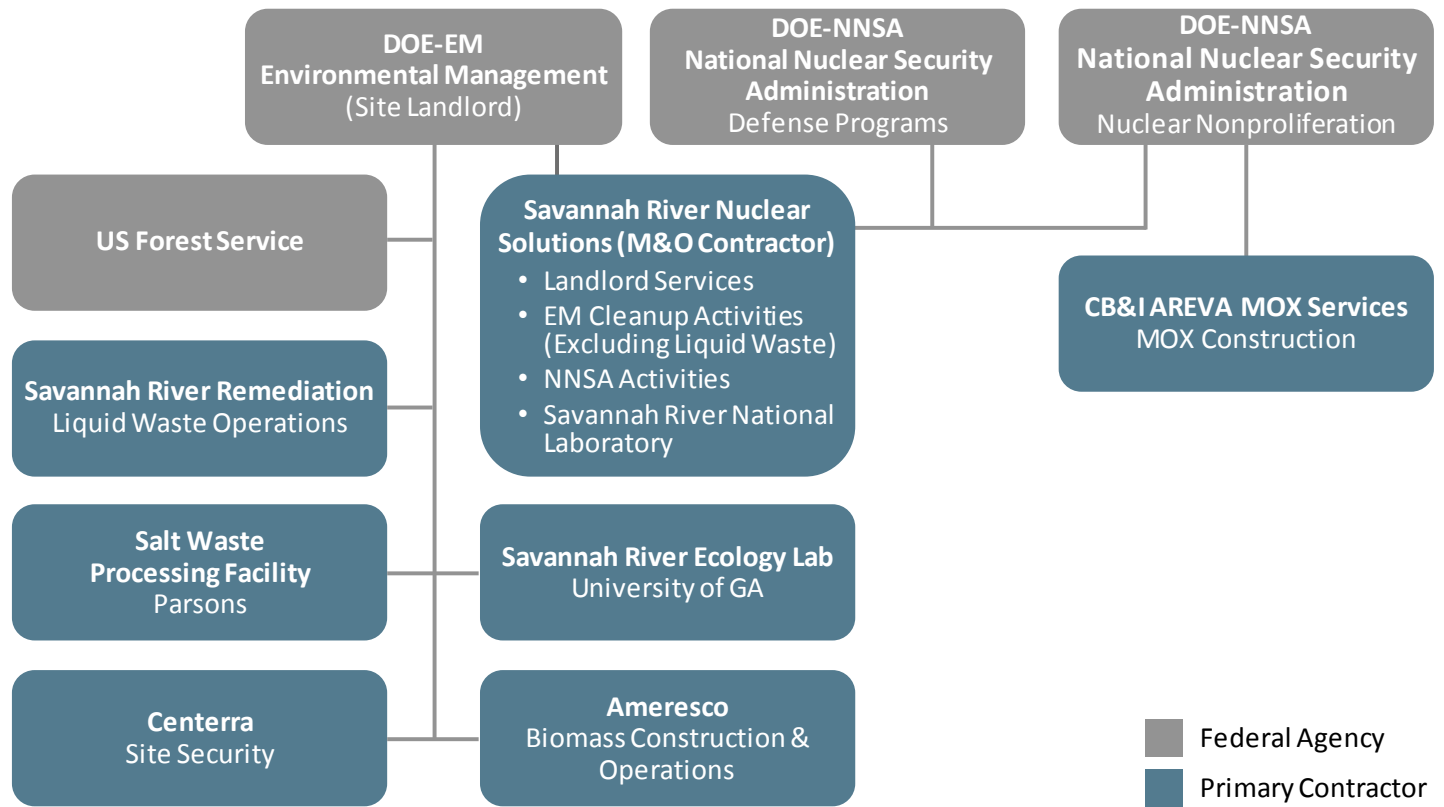 DOE-EM
Environmental Management
(Site Landlord)
DOE-NNSA
National Nuclear Security
Administration
Defense Programs
DOE-NNSA
National Nuclear Security
Administration
Nuclear Nonproliferation
US Forest Service
Savannah River Nuclear
Solutions (M&O Contractor)
• Landlord Services
• EM Cleanup Activities
(Excluding Liquid Waste)
• NNSA Activities
• Savannah River National
Laboratory
CB&I AREVA MOX Services
MOX Construction
Savannah River Remediation
Liquid Waste Operations
Salt Waste
Processing Facility
Parsons
Savannah River Ecology Lab
University of GA
Centerra
Site Security
Ameresco
Biomass Construction &
Operations
Federal Agency
Primary Contractor